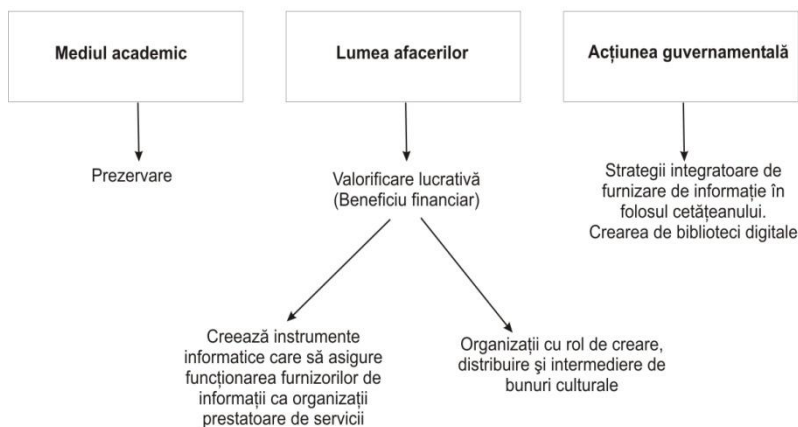 Mediul academic
Lumea afacerilor
Acțiunea guvernamentală
Prezervare
Valorificare lucrativă
(Beneficiu financiar)
Strategii integratoare de
furnizare de informație în
folosul cetățeanului.
Crearea de biblioteci digitale
Creează instrumente
informatice care să asigure
funcționarea furnizorilor de
informații ca organizații
prestatoare de servicii
Organizații cu rol de creare,
distribuire şi intermediere de
bunuri culturale